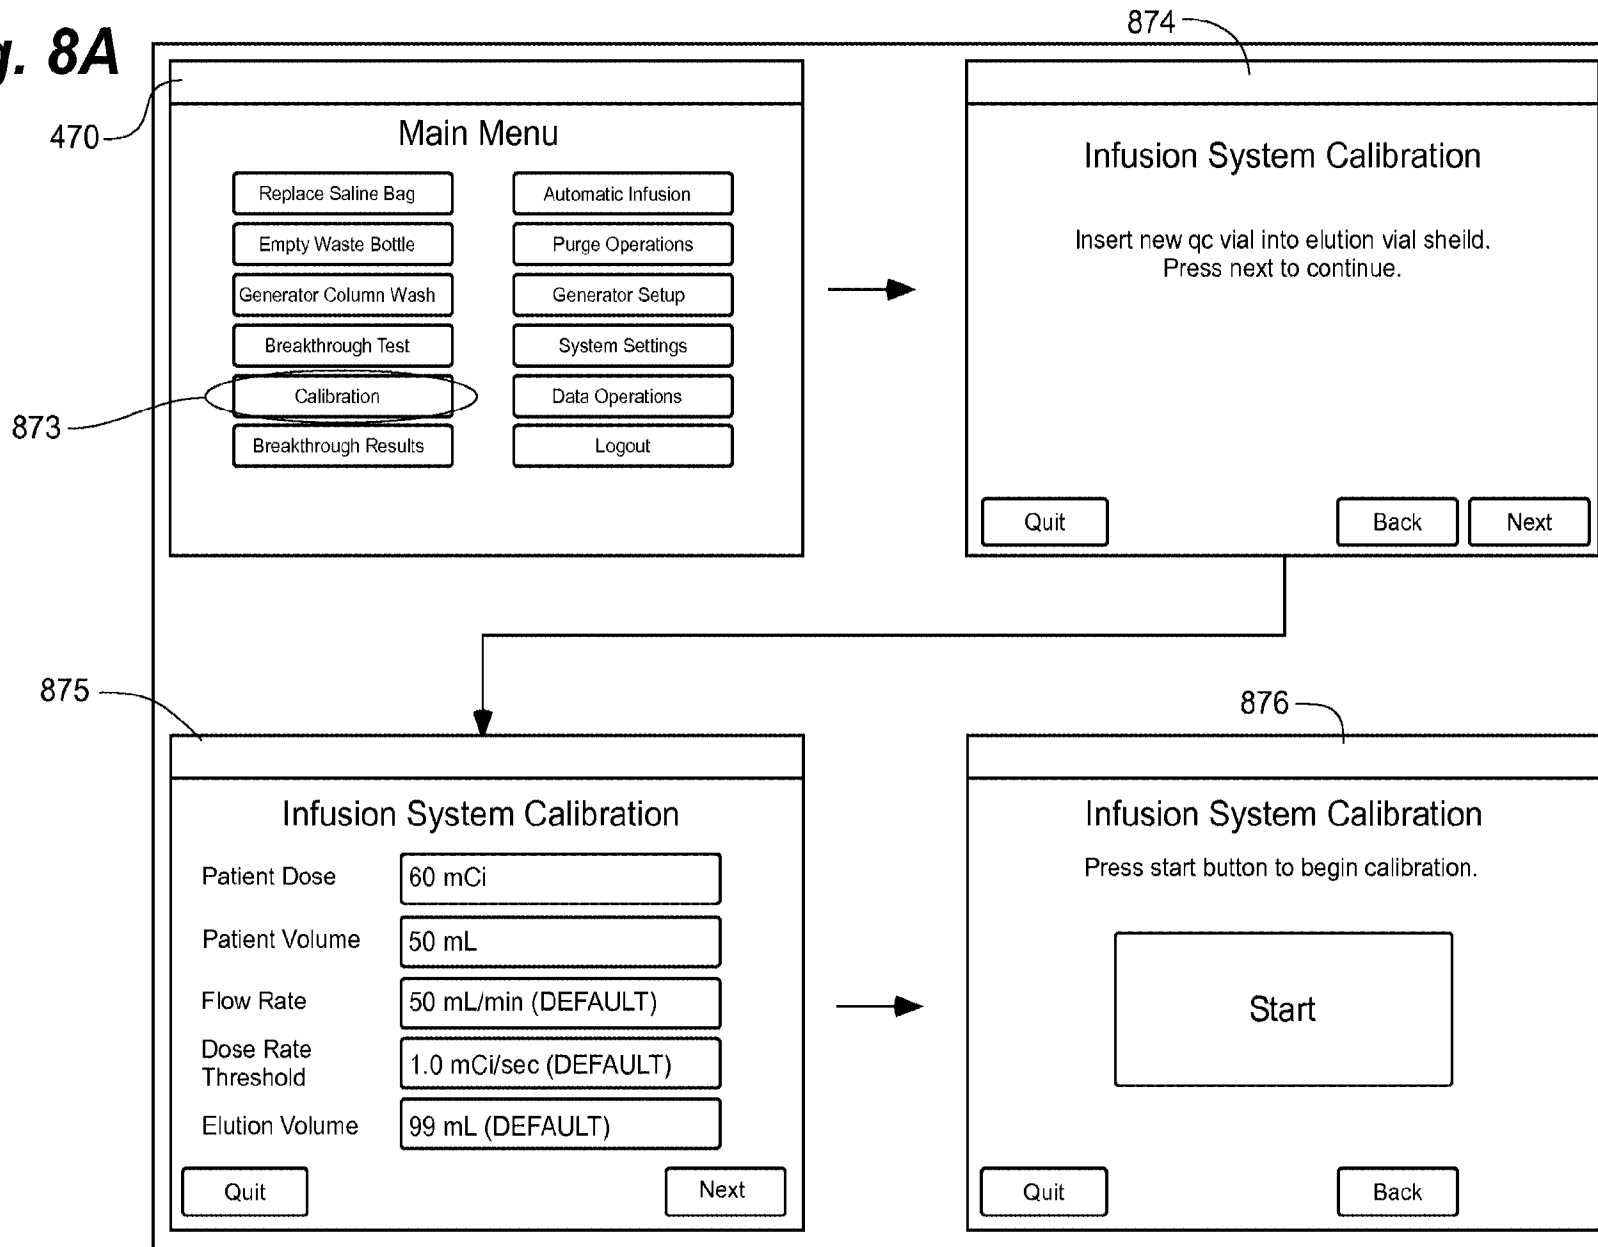 g. 8A
874
470
Main Menu
Replace Saline Bag
Automatic Infusion
Empty Waste Bottle
Purge Operations
Generator Column Wash
Generator Setup
Breakthrough Test
System Settings
Calibration
Data Operations
873
Breakthrough Results
Logout
Infusion System Calibration
Insert new qc vial into elution vial sheild.
Press next to continue.
Quit
Back
Next
875
Infusion System Calibration
Patient Dose
60 mCi
Patient Volume
50 mL
Flow Rate
50 mL/min (DEFAULT)
Dose Rate
Threshold
1.0 mCi/sec (DEFAULT)
Elution Volume
99 mL (DEFAULT)
Quit
Next
876
Infusion System Calibration
Press start button to begin calibration.
Start
Quit
Back